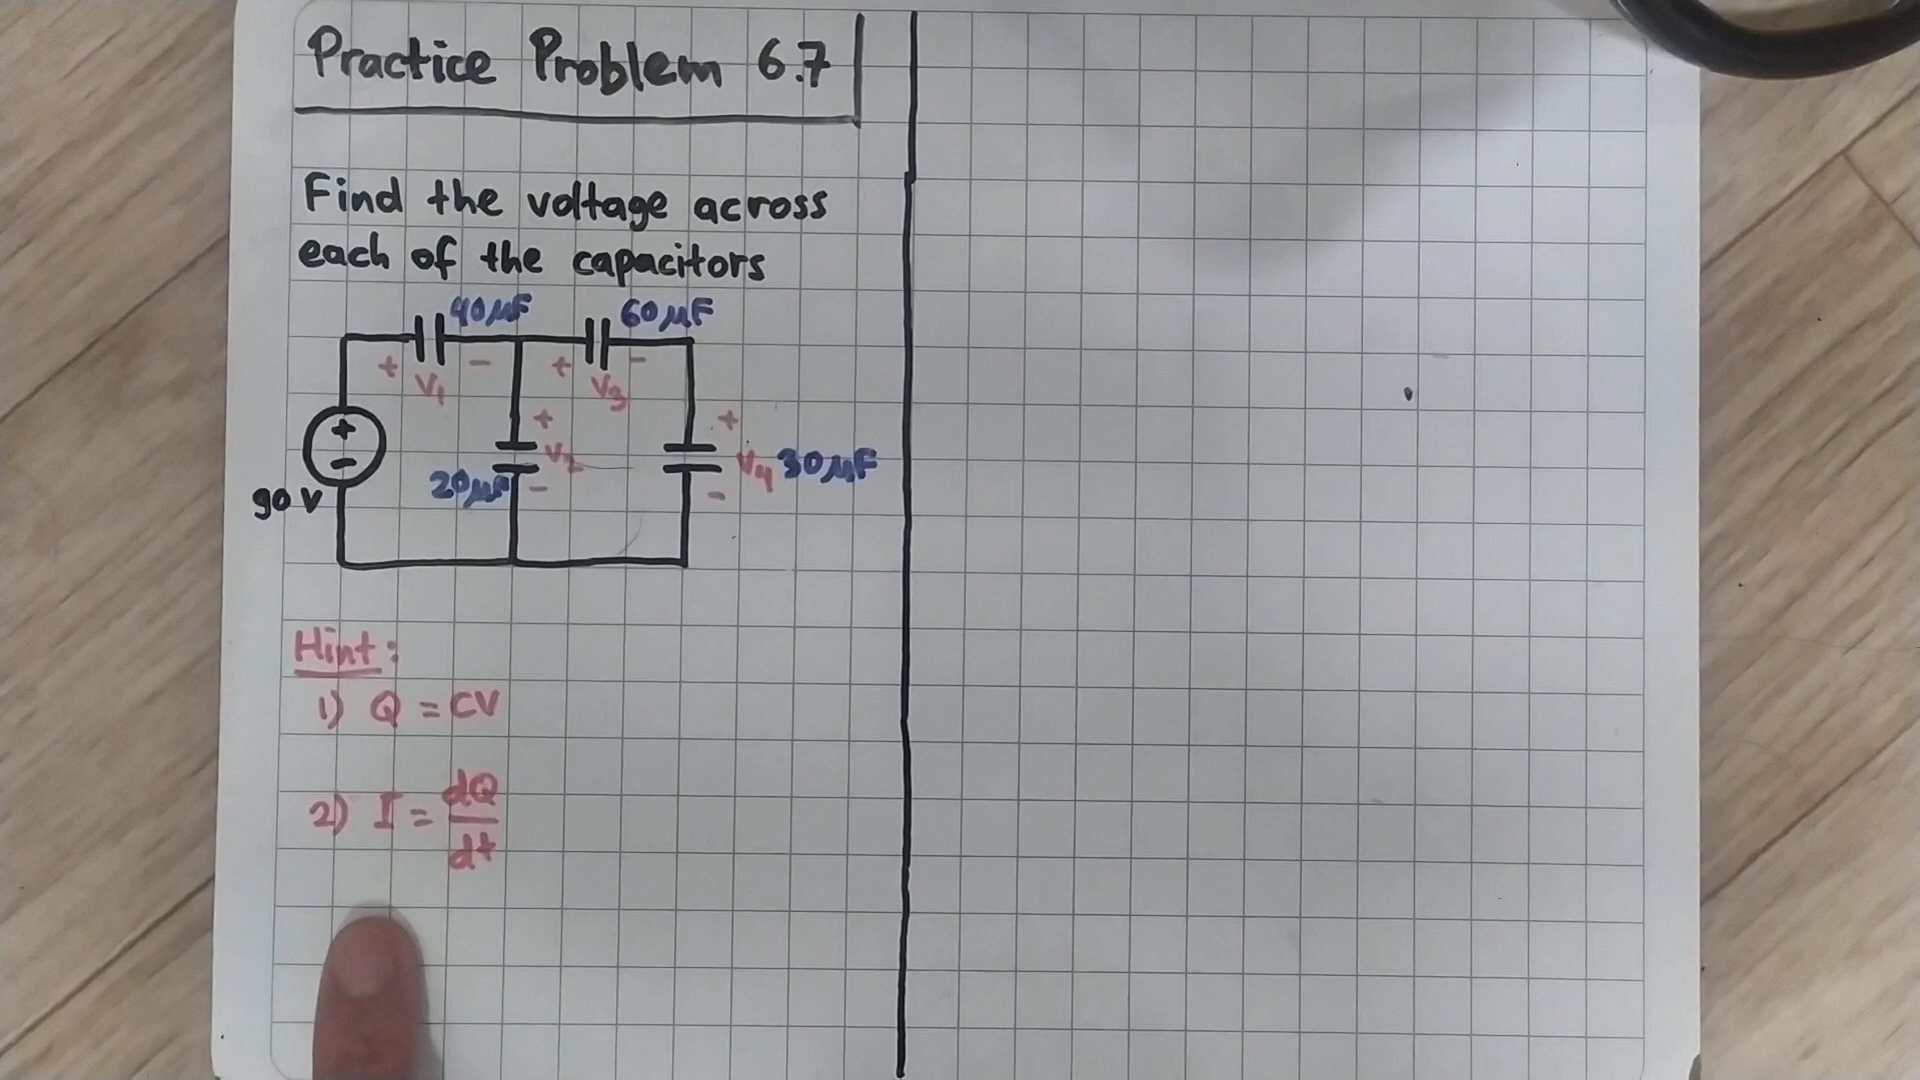 Practice Problem 6.7
Find the voltage across
each of the capacitors
40μF
60μF
+ V1 -
+ V3 -
+
-
90 V
+
V2
-
20μF
+
V4
-
30μF
Hint:
1) Q = CV
2) I = dQ
dt